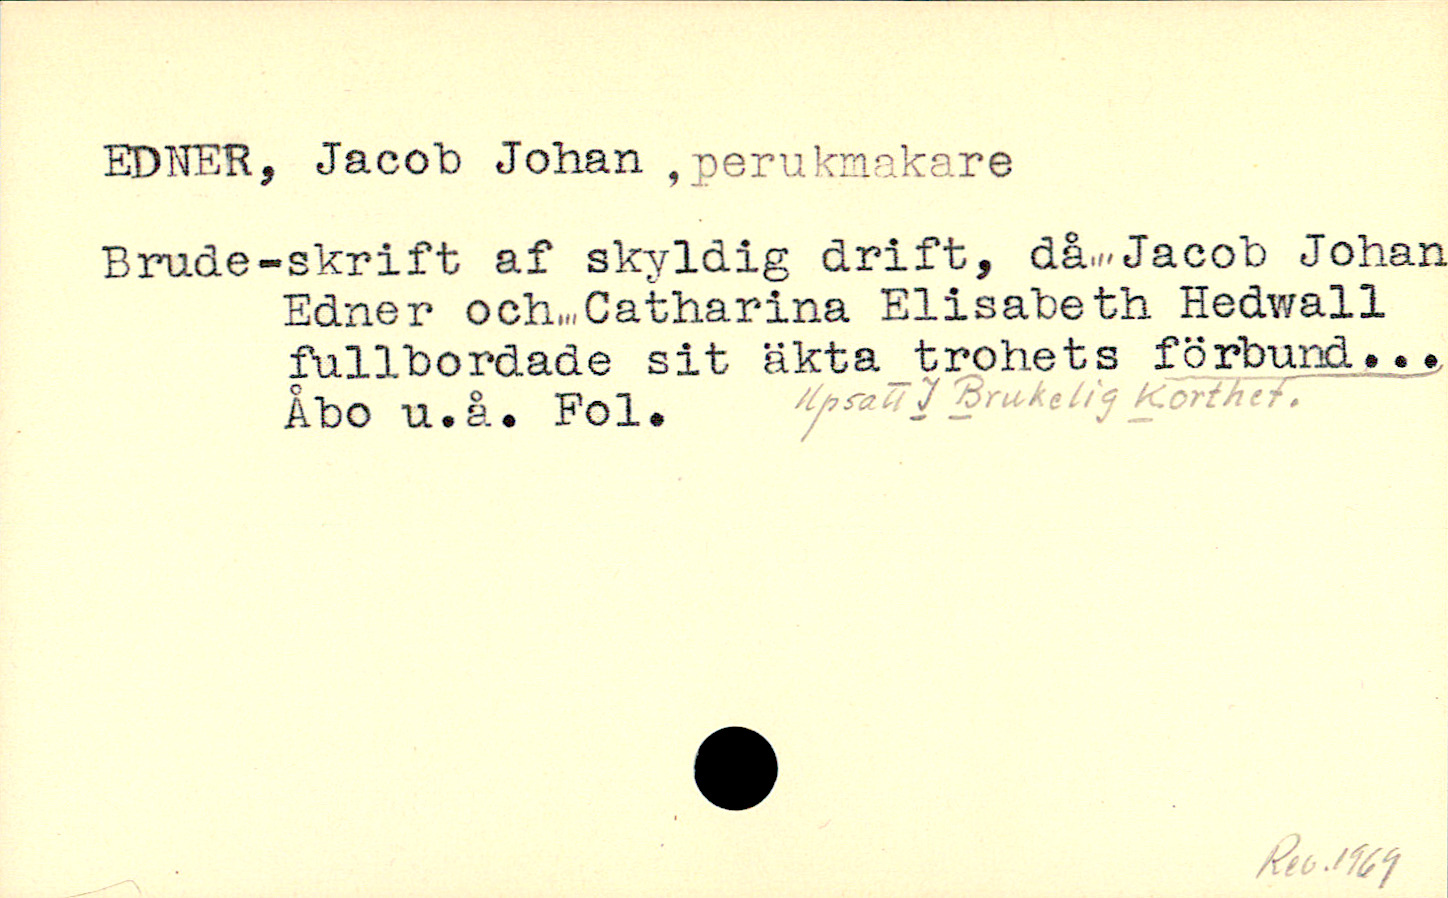 EDNER, Jacob Johan ,perukmakare
Brude-skrift af skyldig drift, då... Jacob Johan
Edner och... Catharina Elisabeth Hedwall
fullbordade sit äkta trohets förbund...
Åbo u.å. Fol. Upsatt I Brukelig Korthet.
Rev. 1969